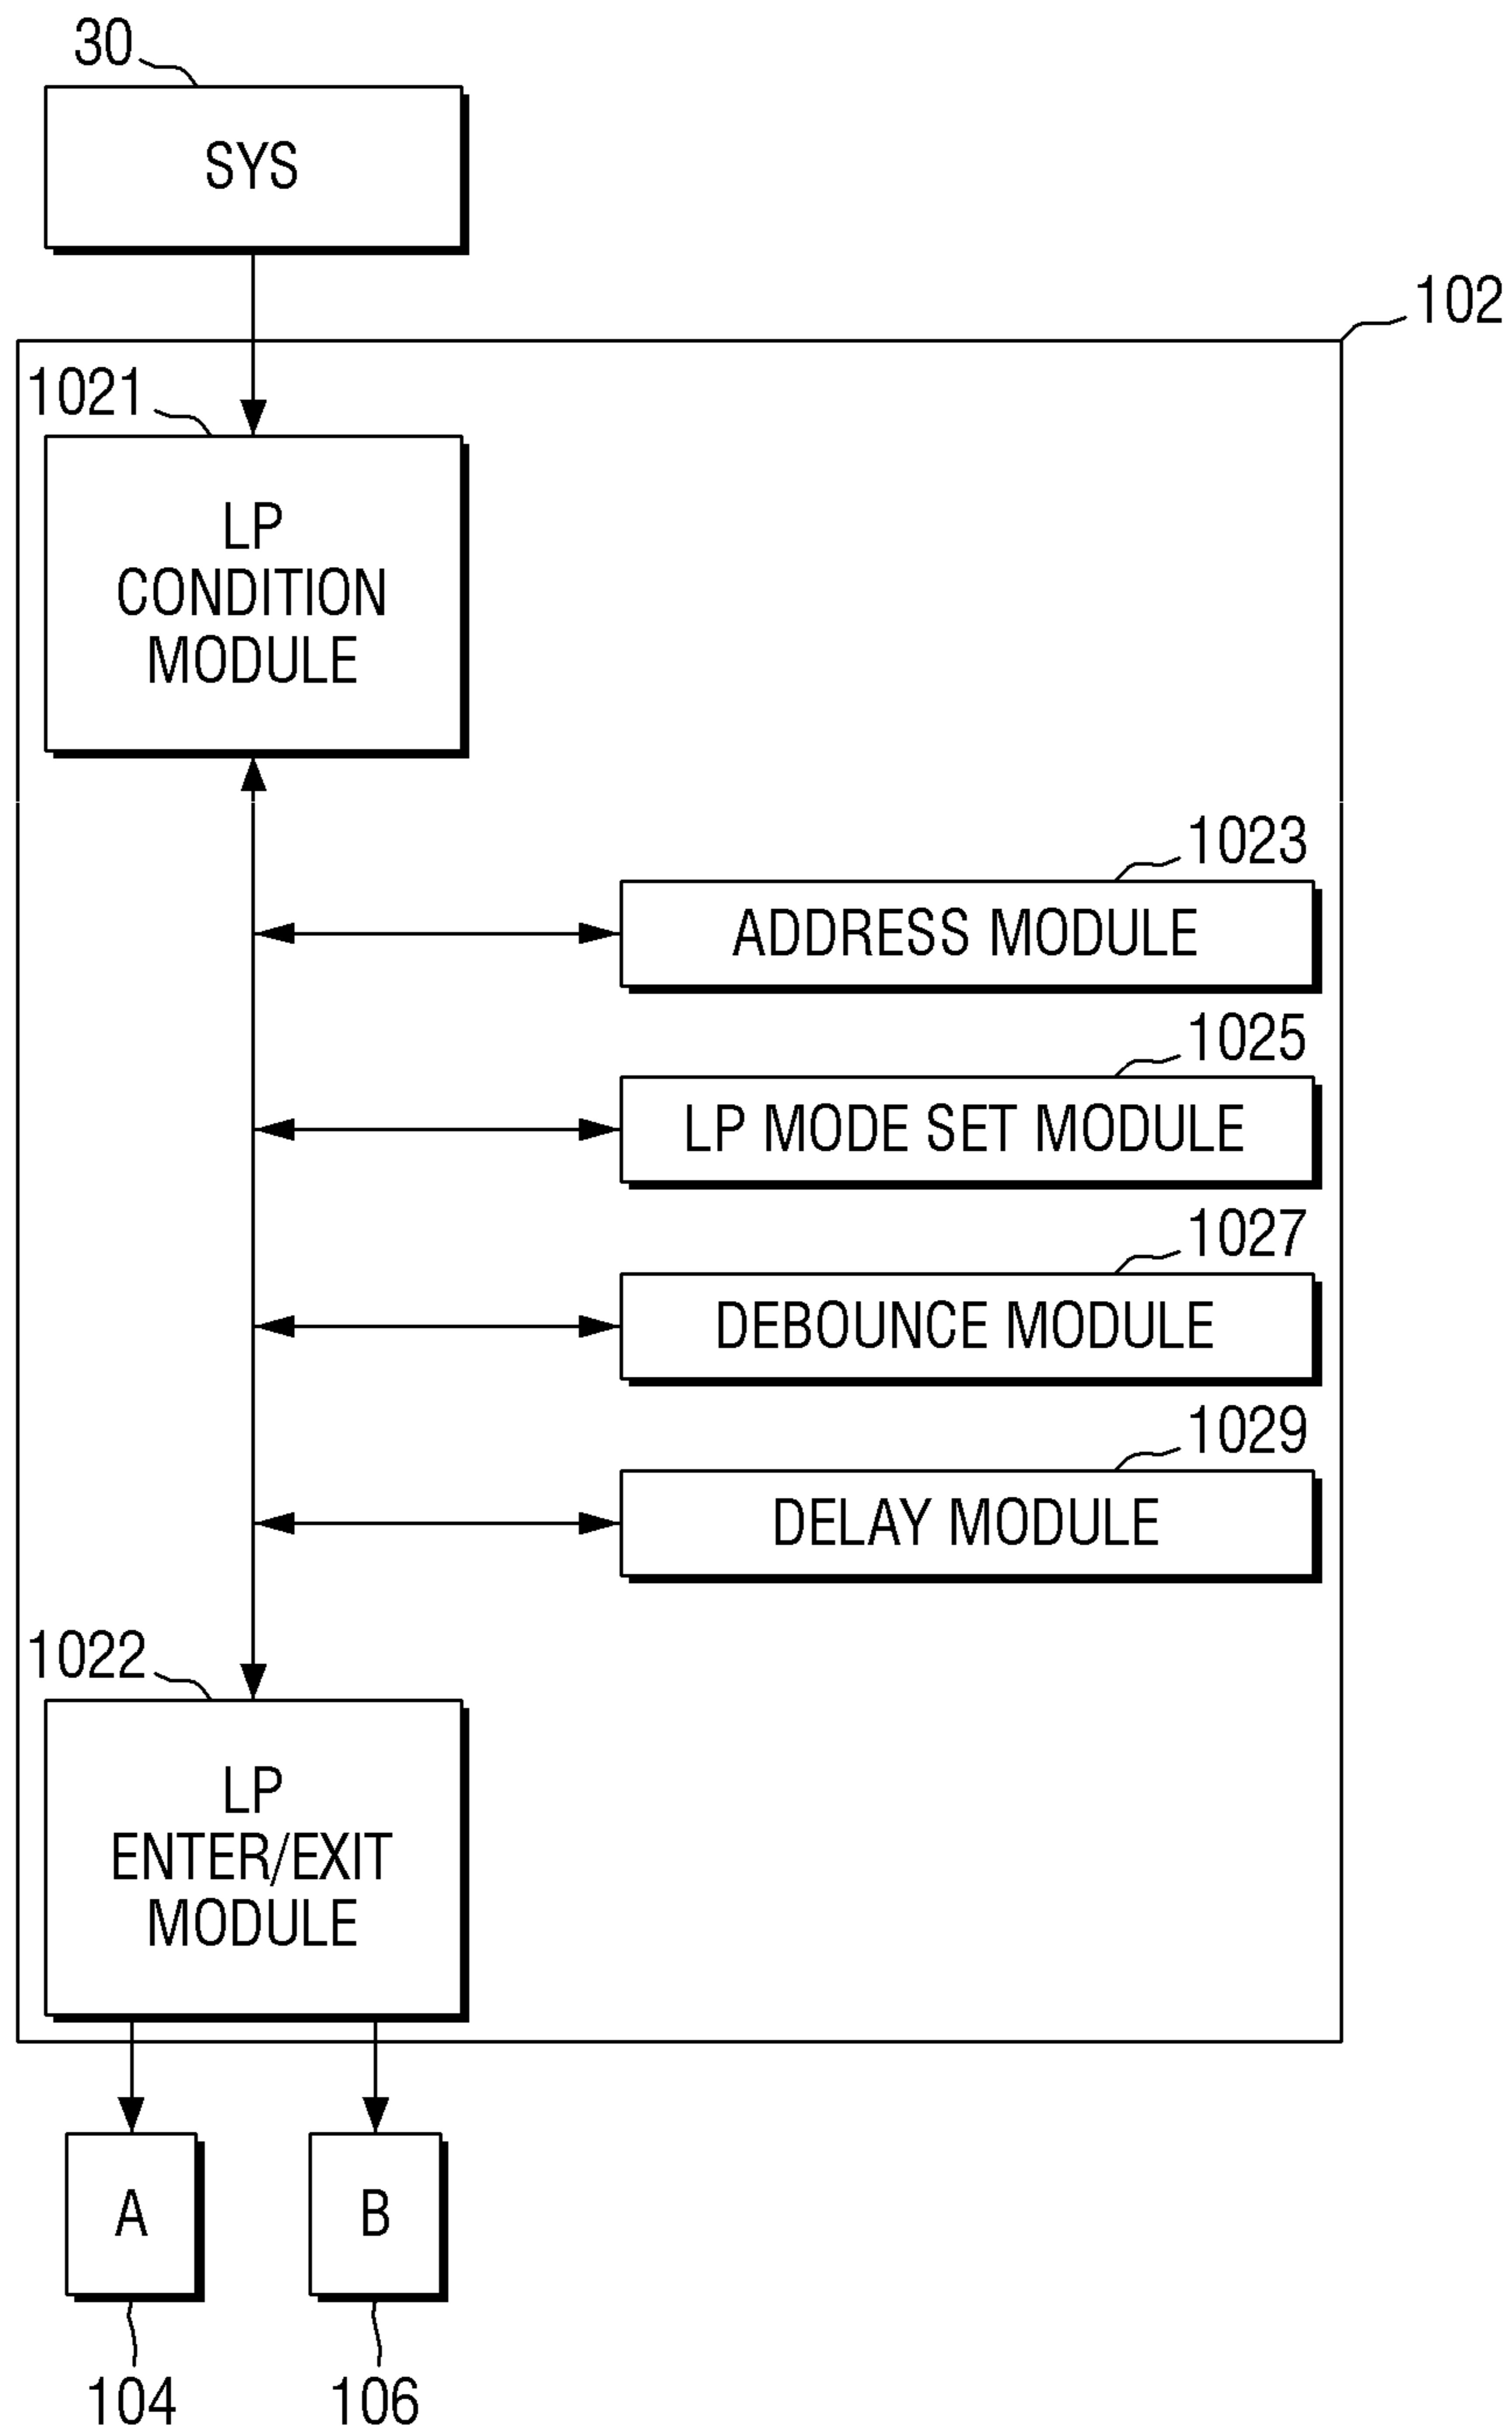 30
SYS
102
1021
LP
CONDITION
MODULE
1023
ADDRESS MODULE
1025
LP MODE SET MODULE
1027
DEBOUNCE MODULE
1029
DELAY MODULE
1022
LP
ENTER/EXIT
MODULE
A
B
104
106